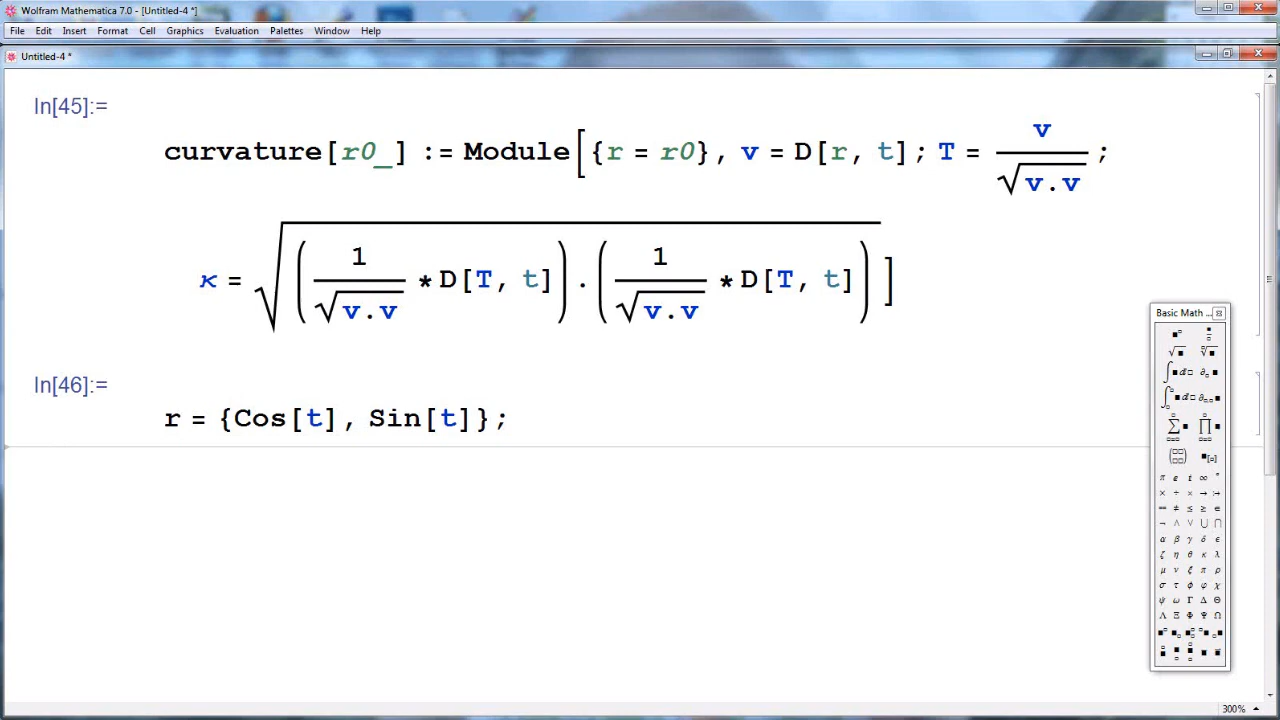 Wolfram Mathematica 7.0 - [Untitled-4 *]
File Edit Insert Format Cell Graphics Evaluation Palettes Window Help
Untitled-4 *
In[45]:=
curvature[r0_] := Module[{r = r0}, v = D[r, t]; T = v/√(v.v);
κ = √((1/√(v.v) * D[T, t]).(1/√(v.v) * D[T, t]))]
In[46]:=
r = {Cos[t], Sin[t]};
Basic Math ...
π e i ∞ °
× ÷ × → :→
== ≠ ≤ ≥ ∈
¬ ∧ ∨ ∪ ∩
α β γ δ ε
ζ η θ κ λ
μ ν ξ π ρ
σ τ φ φ χ
ψ ω Γ Δ Θ
Λ Ξ Φ Ψ Ω
300%